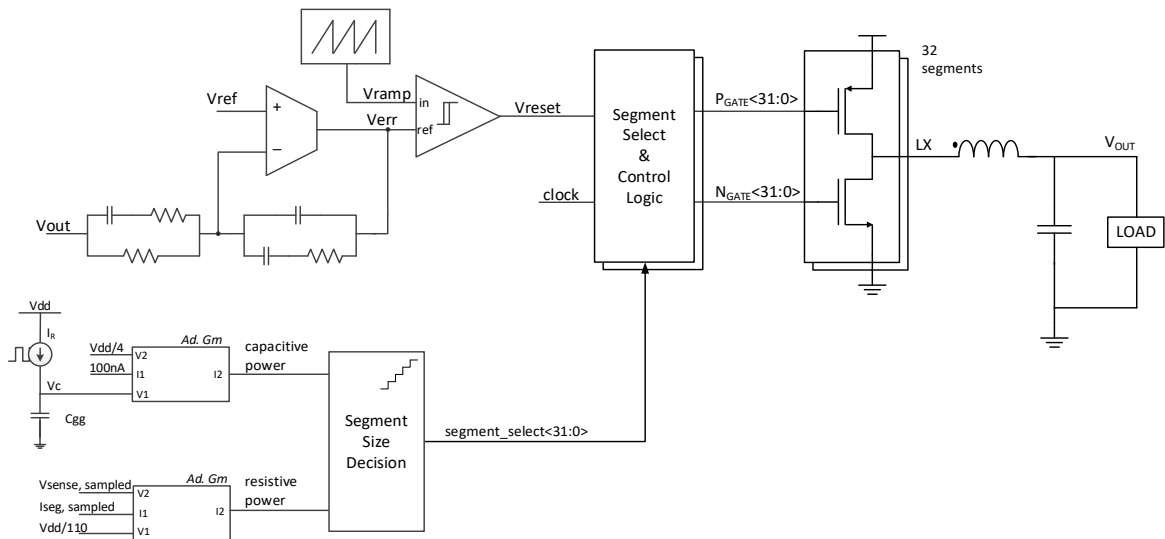 32
segments
Vref
+
−
Vramp
Verr
in
ref
Vreset
Segment
Select
&
Control
Logic
PGATE<31:0>
NGATE<31:0>
clock
LX
VOUT
LOAD
Vout
Vdd
IR
Vc
Cgg
Vdd/4
100nA
Ad. Gm
V2
I1
V1
I2
capacitive
power
Segment
Size
Decision
segment_select<31:0>
Vsense, sampled
Iseg, sampled
Vdd/110
Ad. Gm
V2
I1
V1
I2
resistive
power